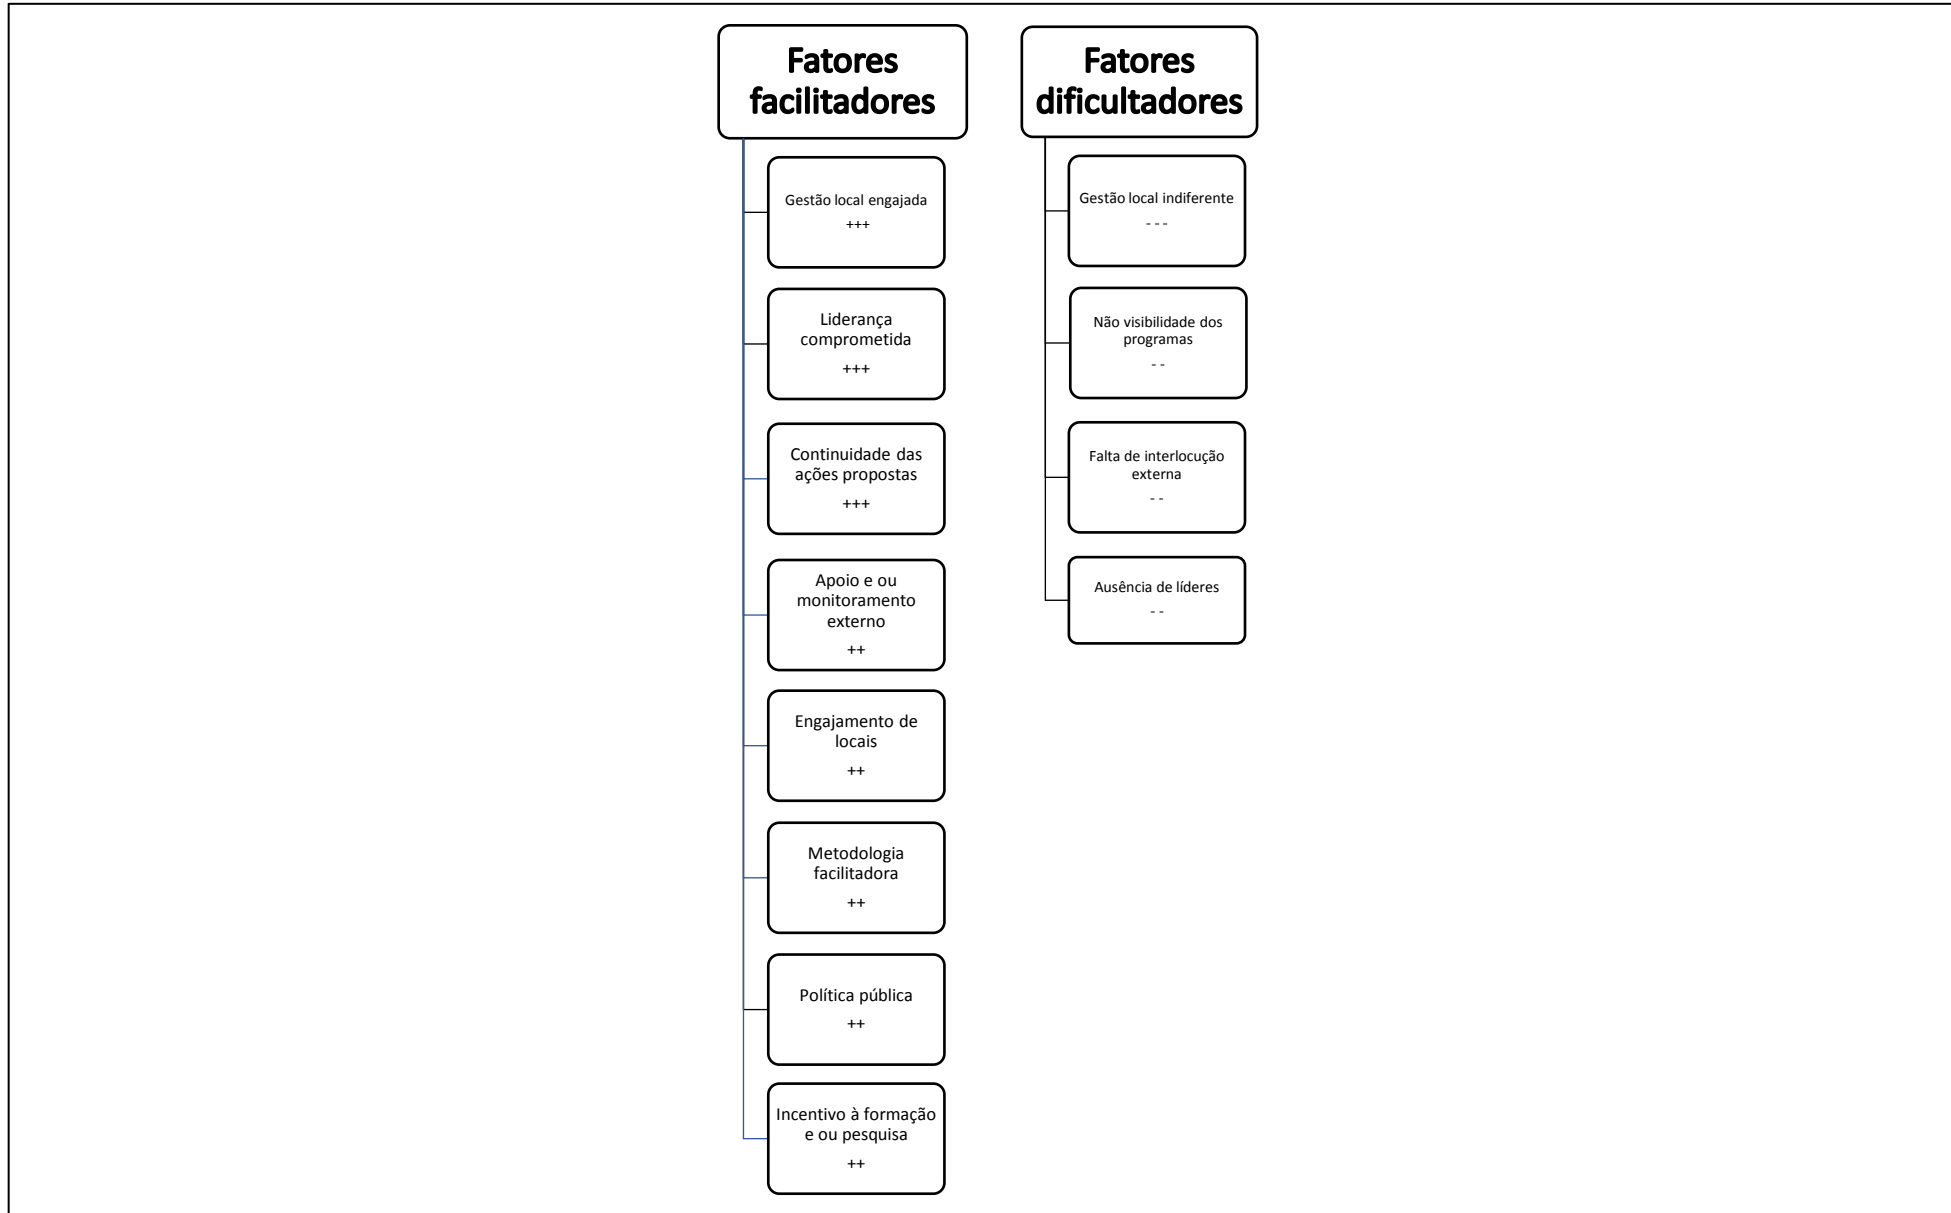 Fatores
facilitadores
Gestão local engajada
+++
Liderança
comprometida
+++
Continuidade das
ações propostas
+++
Apoio e ou
monitoramento
externo
++
Engajamento de
locais
++
Metodologia
facilitadora
++
Política pública
++
Incentivo à formação
e ou pesquisa
++
Fatores
dificultadores
Gestão local indiferente
- - -
Não visibilidade dos
programas
- -
Falta de interlocução
externa
- -
Ausência de líderes
- -